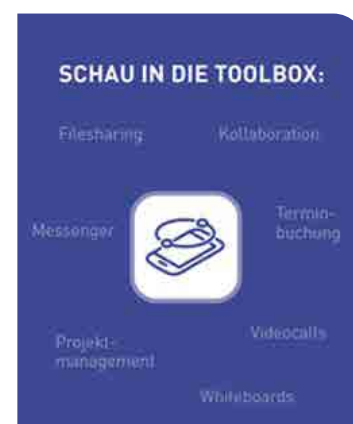 SCHAU IN DIE TOOLBOX:
Filesharing
Kollaboration
Messenger
Termin-
buchung
Videocalls
Projekt-
management
Whiteboards